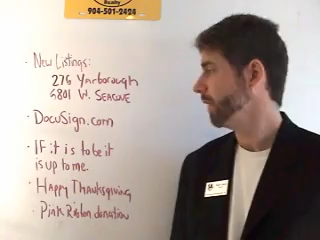 Realty
904-501-2424
· New Listings:
276 Yarborough
6801 W. Seacove
· DocuSign.com
· IF it is to be it
is up to me.
· Happy Thanksgiving
· Pink Ribbon donation